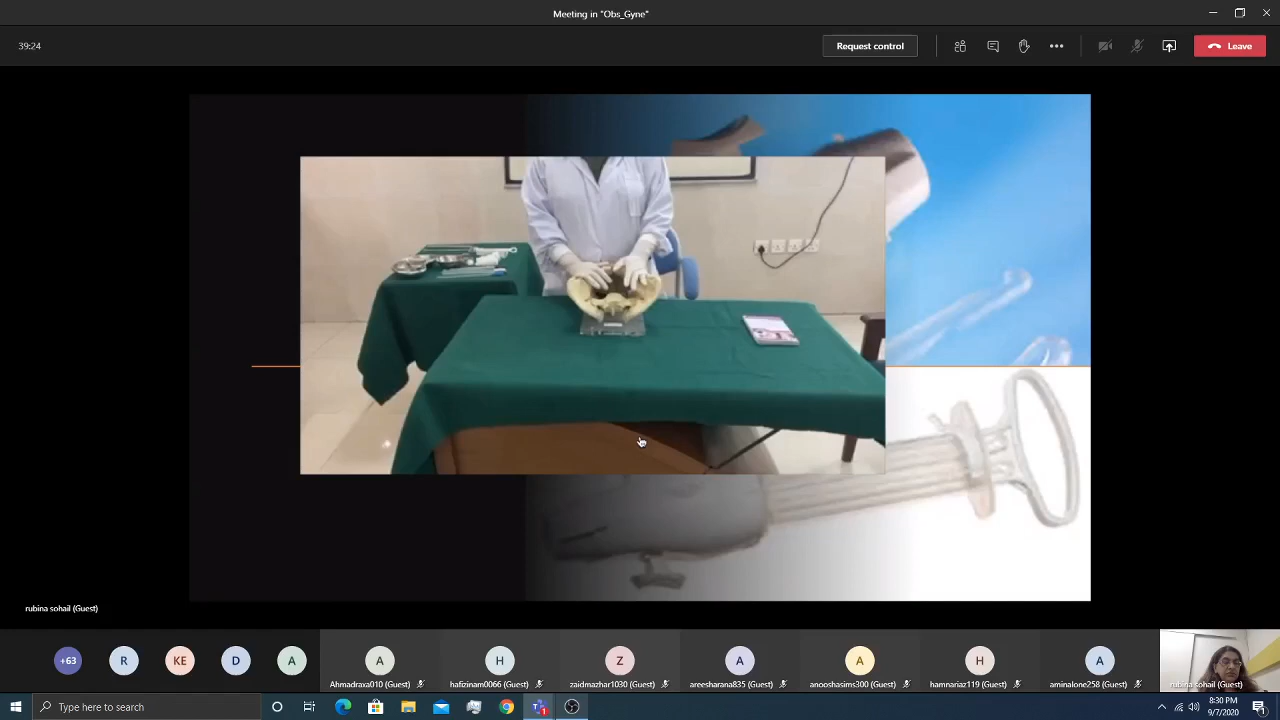 Meeting in "Obs_Gyne"
39:24
Request control
Leave
rubina sohail (Guest)
+63
R
KE
D
A
A
H
Z
A
A
H
A
Ahmadraxa010 (Guest)
hafizinam0066 (Guest)
zaidmazhar1030 (Guest)
areesharana835 (Guest)
anooshasims300 (Guest)
hamnariaz119 (Guest)
aminalone258 (Guest)
rubina sohail (Guest)
Type here to search
8:30 PM
9/7/2020